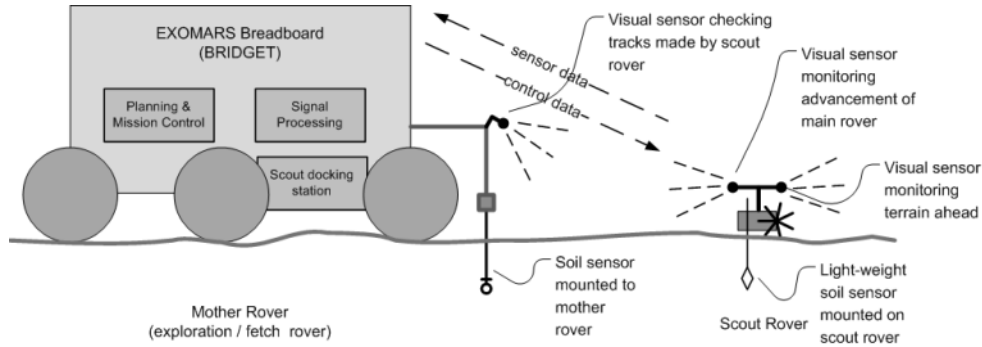 EXOMARS Breadboard
(BRIDGET)
Planning &
Mission Control
Signal
Processing
Scout docking
station
sensor data
control data
Visual sensor checking
tracks made by scout
rover
Visual sensor
monitoring
advancement of
main rover
Visual sensor
monitoring
terrain ahead
Soil sensor
mounted to
mother
rover
Light-weight
soil sensor
mounted on
scout rover
Mother Rover
(exploration / fetch rover)
Scout Rover